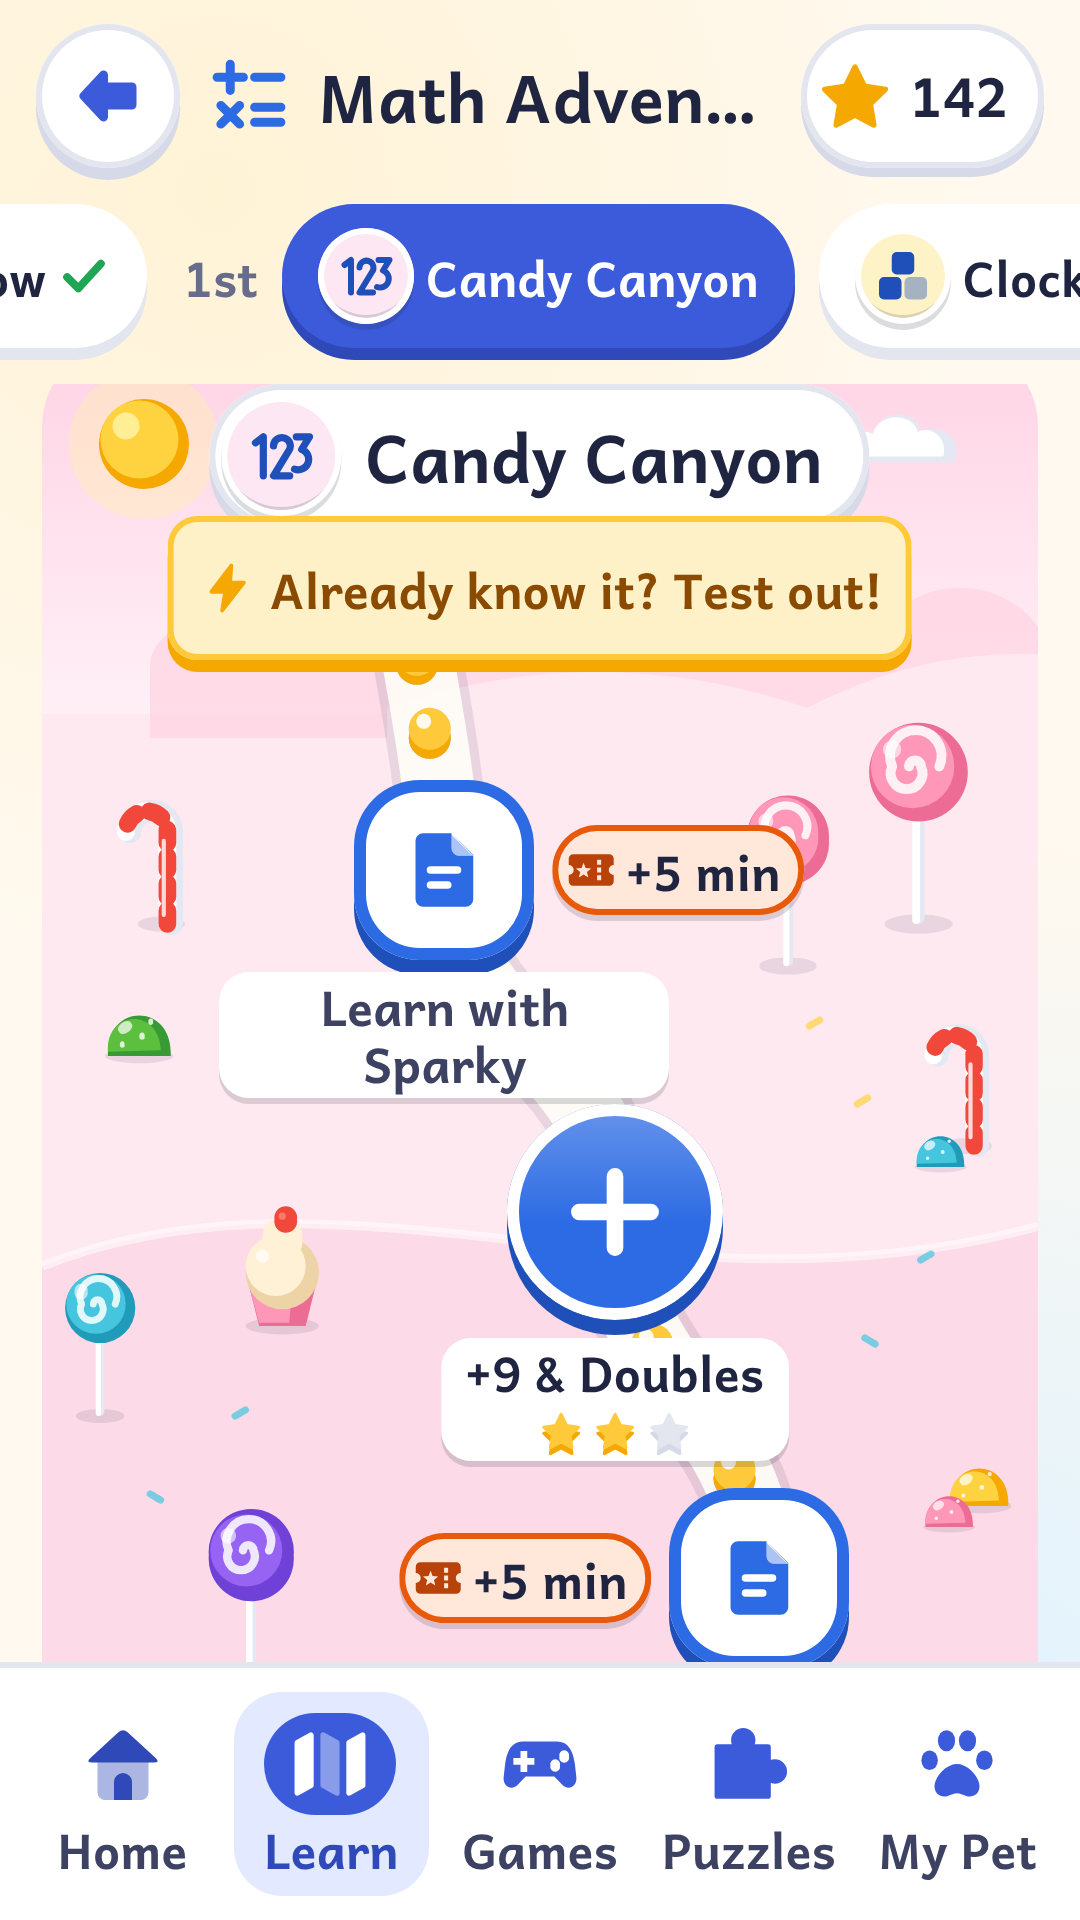 Math Adven...
142
ow
1st
123
Candy Canyon
Clock
123
Candy Canyon
Already know it? Test out!
+5 min
Learn with
Sparky
+9 & Doubles
+5 min
Home
Learn
Games
Puzzles
My Pet